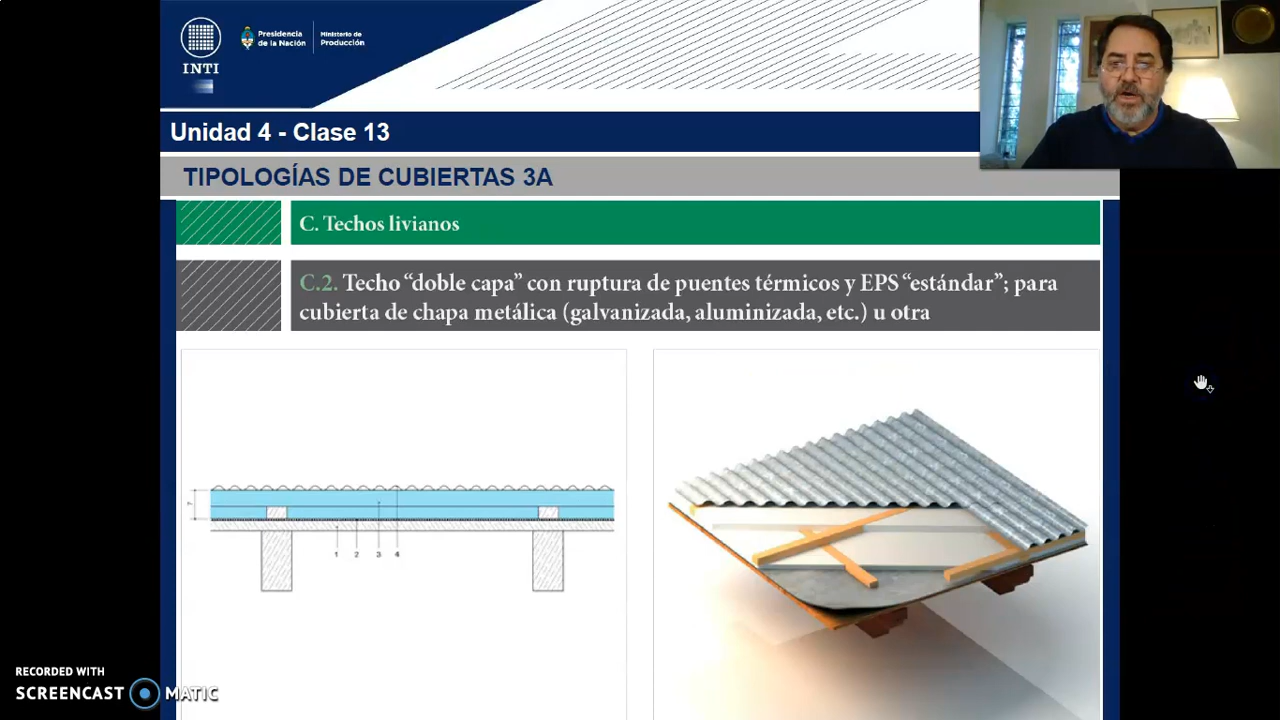 INTI
Presidencia
de la Nación
Ministerio de
Producción
Unidad 4 - Clase 13
TIPOLOGÍAS DE CUBIERTAS 3A
C. Techos livianos
C.2. Techo “doble capa” con ruptura de puentes térmicos y EPS “estándar”; para
cubierta de chapa metálica (galvanizada, aluminizada, etc.) u otra
7
1 2 3 4
RECORDED WITH
SCREENCAST MATIC